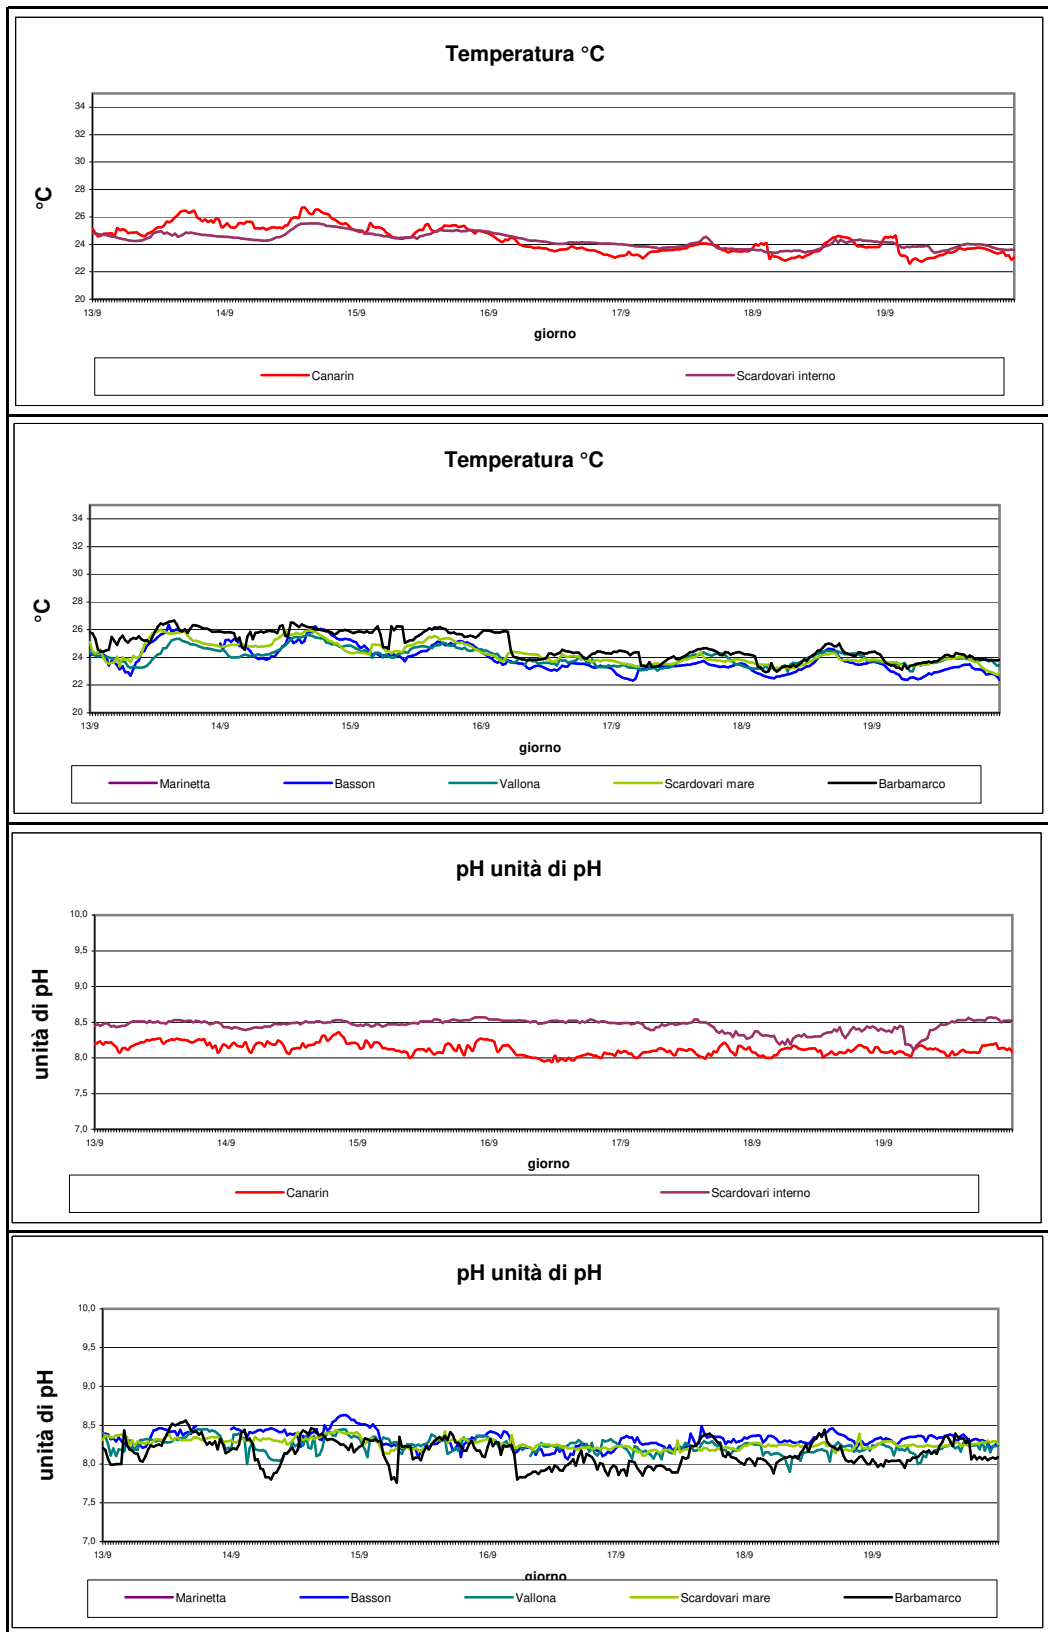 Temperatura °C
34
32
30
28
26
24
22
20
°C
13/9 14/9 15/9 16/9 17/9 18/9 19/9
giorno
Canarin Scardovari interno
Temperatura °C
34
32
30
28
26
24
22
20
°C
13/9 14/9 15/9 16/9 17/9 18/9 19/9
giorno
Marinetta Basson Vallona Scardovari mare Barbamarco
pH unità di pH
10,0
9,5
9,0
8,5
8,0
7,5
7,0
unità di pH
13/9 14/9 15/9 16/9 17/9 18/9 19/9
giorno
Canarin Scardovari interno
pH unità di pH
10,0
9,5
9,0
8,5
8,0
7,5
7,0
unità di pH
13/9 14/9 15/9 16/9 17/9 18/9 19/9
giorno
Marinetta Basson Vallona Scardovari mare Barbamarco